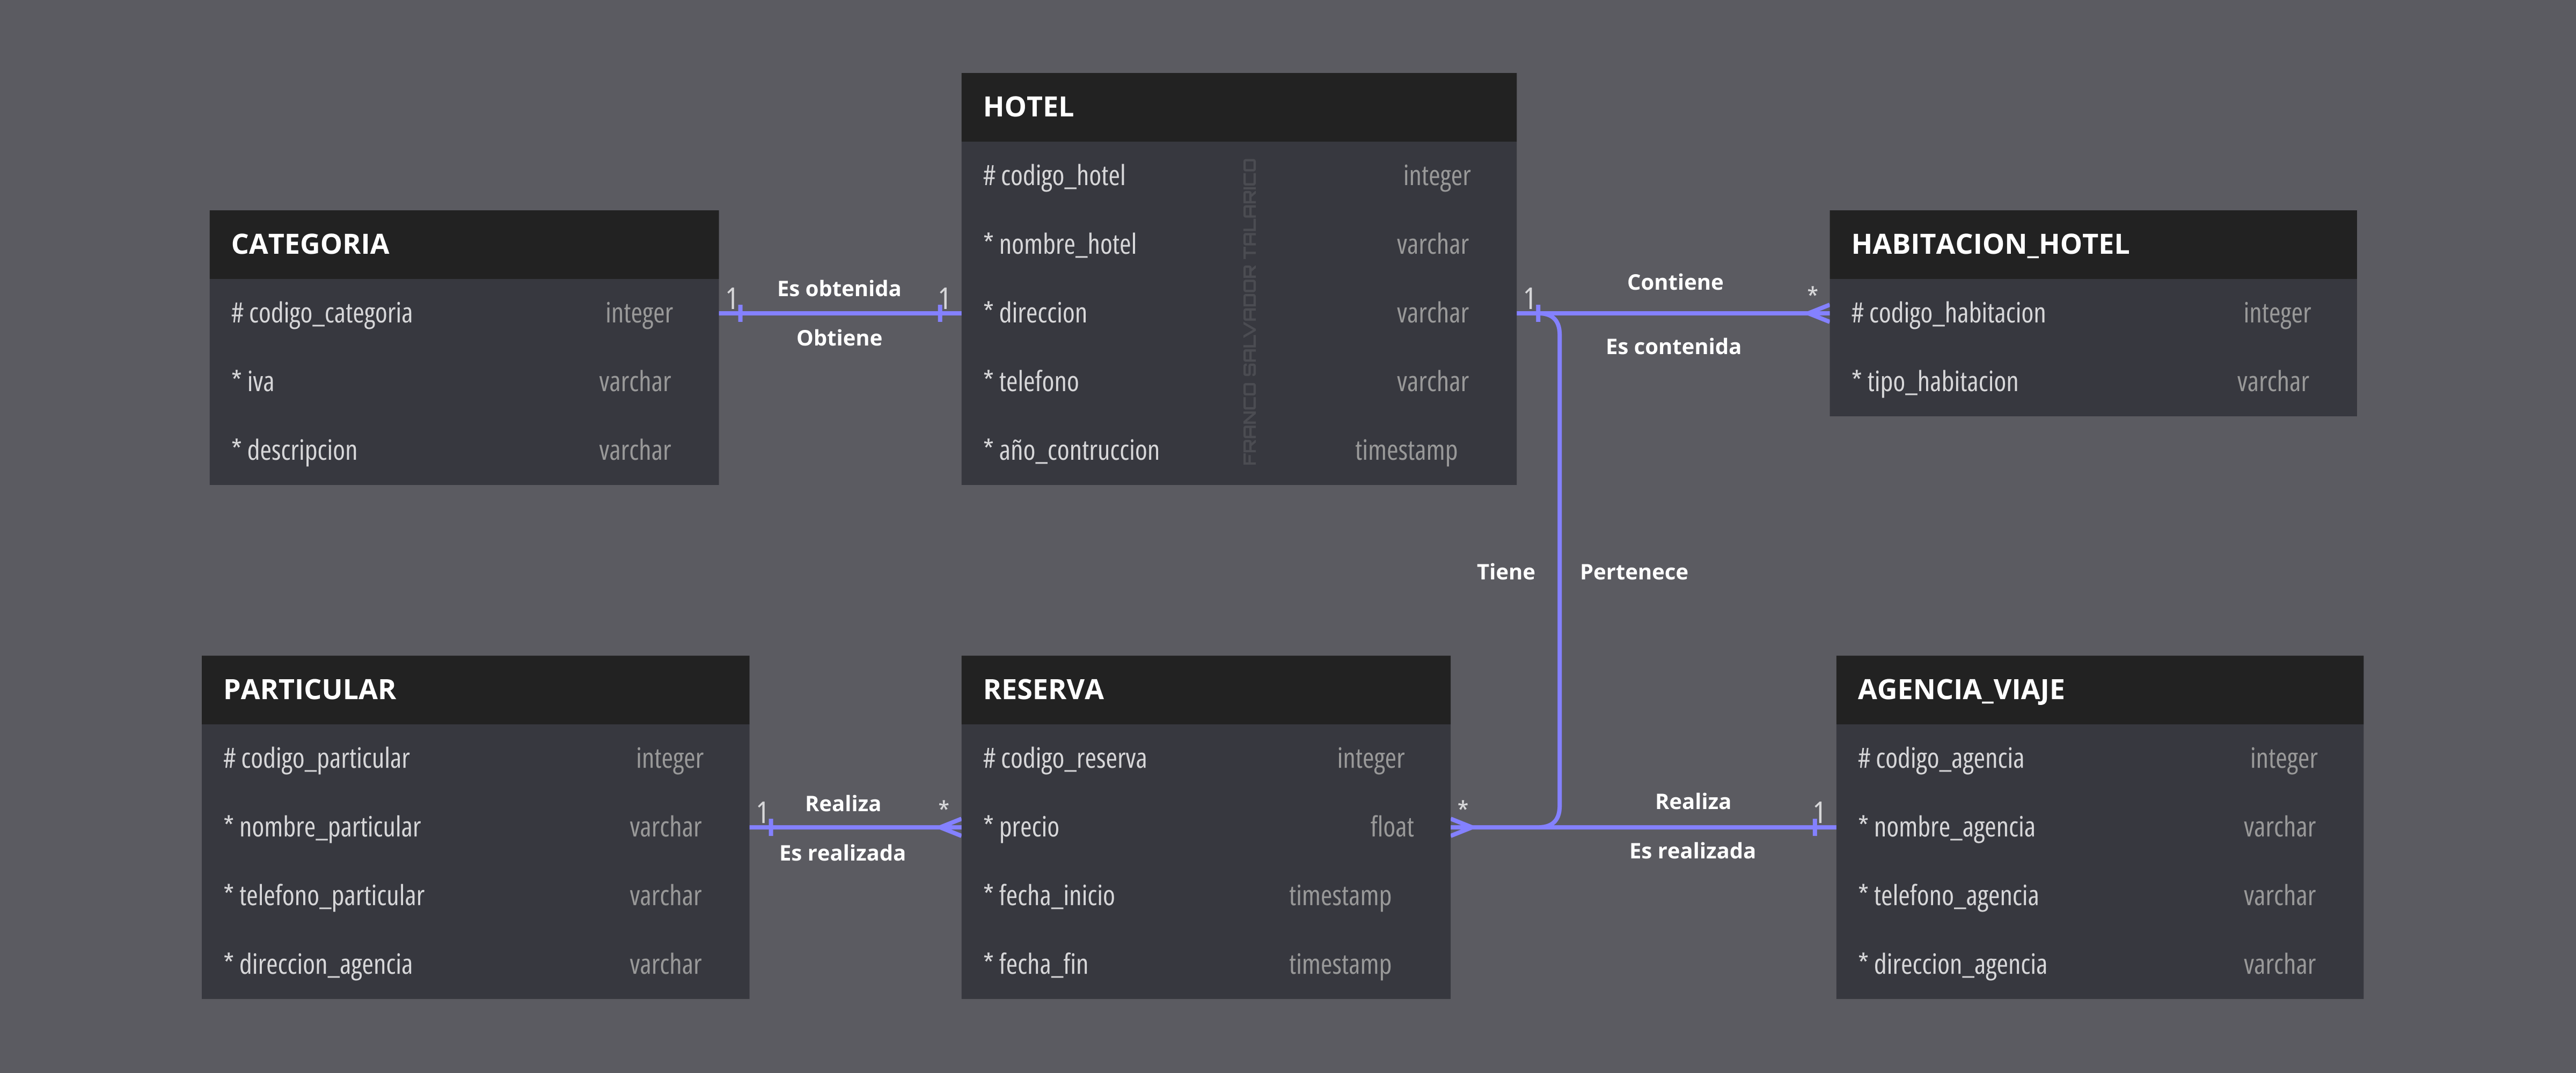 HOTEL
# codigo_hotel integer
* nombre_hotel varchar
* direccion varchar
* telefono varchar
* año_contruccion timestamp
FRANCO SALVADOR TALARICO
CATEGORIA
# codigo_categoria integer
* iva varchar
* descripcion varchar
1 Es obtenida 1
Obtiene
1 Contiene *
Es contenida
HABITACION_HOTEL
# codigo_habitacion integer
* tipo_habitacion varchar
Tiene Pertenece
PARTICULAR
# codigo_particular integer
* nombre_particular varchar
* telefono_particular varchar
* direccion_agencia varchar
1 Realiza *
Es realizada
RESERVA
# codigo_reserva integer
* precio float
* fecha_inicio timestamp
* fecha_fin timestamp
* Realiza 1
Es realizada
AGENCIA_VIAJE
# codigo_agencia integer
* nombre_agencia varchar
* telefono_agencia varchar
* direccion_agencia varchar